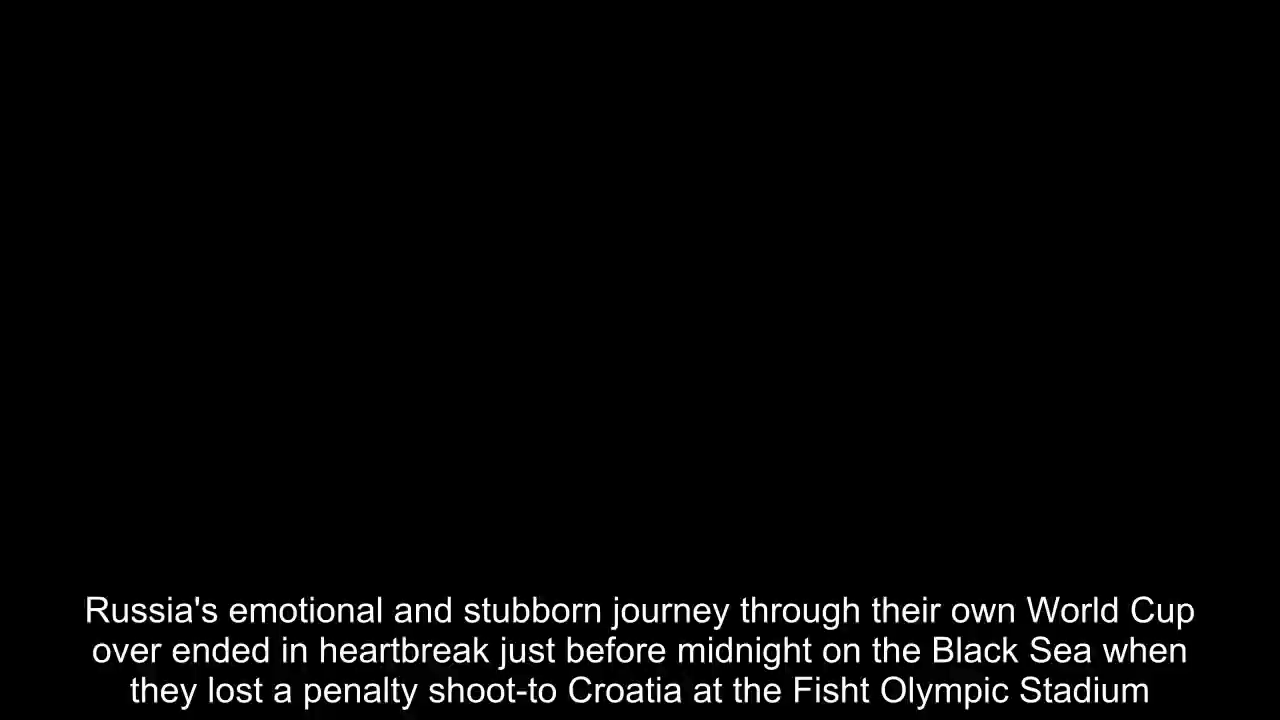 Russia's emotional and stubborn journey through their own World Cup
over ended in heartbreak just before midnight on the Black Sea when
they lost a penalty shoot-to Croatia at the Fisht Olympic Stadium